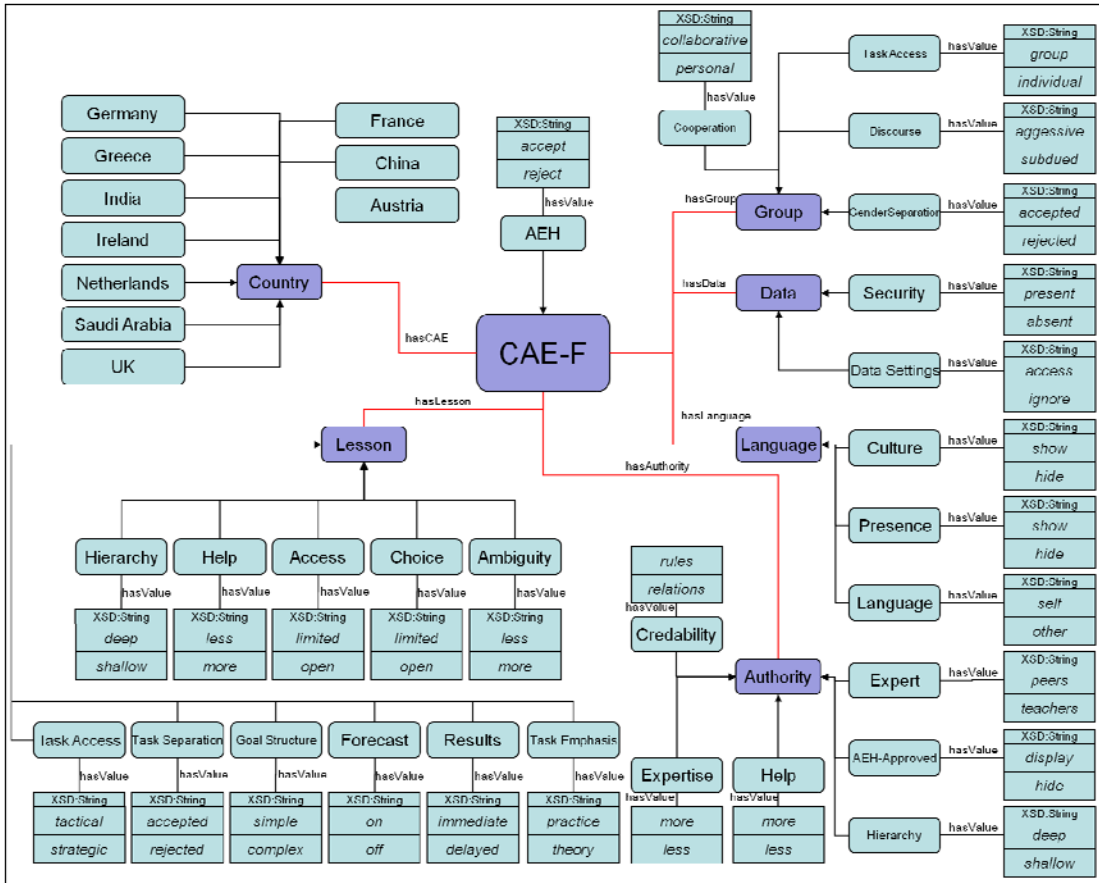 XSD:String
collaborative
personal
hasValue
Cooperation
Task Access
hasValue
XSD:String
group
individual
Discourse
hasValue
XSD:String
aggessive
subdued
hasGroup
Group
GenderSeparation
hasValue
XSD:String
accepted
rejected
Germany
Greece
India
Ireland
Netherlands
Saudi Arabia
UK
France
China
Austria
Country
hasCAE
XSD:String
accept
reject
hasValue
AEH
CAE-F
hasData
Data
Security
hasValue
XSD:String
present
absent
Data Settings
hasValue
XSD:String
access
ignore
hasLanguage
Language
Culture
hasValue
XSD:String
show
hide
Presence
hasValue
XSD:String
show
hide
Language
hasValue
XSD:String
self
other
hasLesson
Lesson
hasAuthority
Hierarchy
Help
Access
Choice
Ambiguity
hasValue
hasValue
hasValue
hasValue
hasValue
XSD:String
XSD:String
XSD:String
XSD:String
XSD:String
deep
less
limited
limited
less
shallow
more
open
open
more
rules
relations
hasValue
Credability
Authority
Expert
hasValue
XSD:String
peers
teachers
AEH-Approved
hasValue
XSD:String
display
hide
Hierarchy
hasValue
XSD:String
deep
shallow
Task Access
Task Separation
Goal Structure
Forecast
Results
Task Emphasis
hasValue
hasValue
hasValue
hasValue
hasValue
hasValue
XSD:String
XSD:String
XSD:String
XSD:String
XSD:String
XSD:String
tactical
accepted
simple
on
immediate
practice
strategic
rejected
complex
off
delayed
theory
Expertise
hasValue
more
less
Help
hasValue
more
less